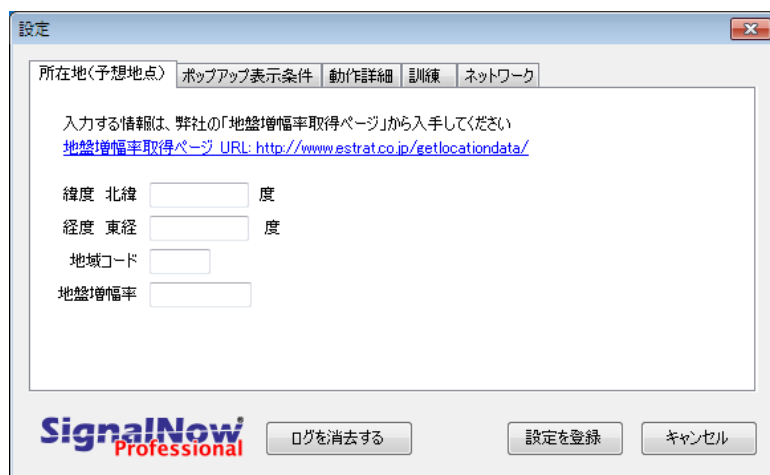 設定
所在地(予想地点) ポップアップ表示条件 動作詳細 訓練 ネットワーク
入力する情報は、弊社の「地盤増幅率取得ページ」から入手してください
地盤増幅率取得ページ URL: http://www.estrat.co.jp/getlocationdata/
緯度 北緯 度
経度 東経 度
地域コード
地盤増幅率
SignalNow®
Professional
ログを消去する 設定を登録 キャンセル